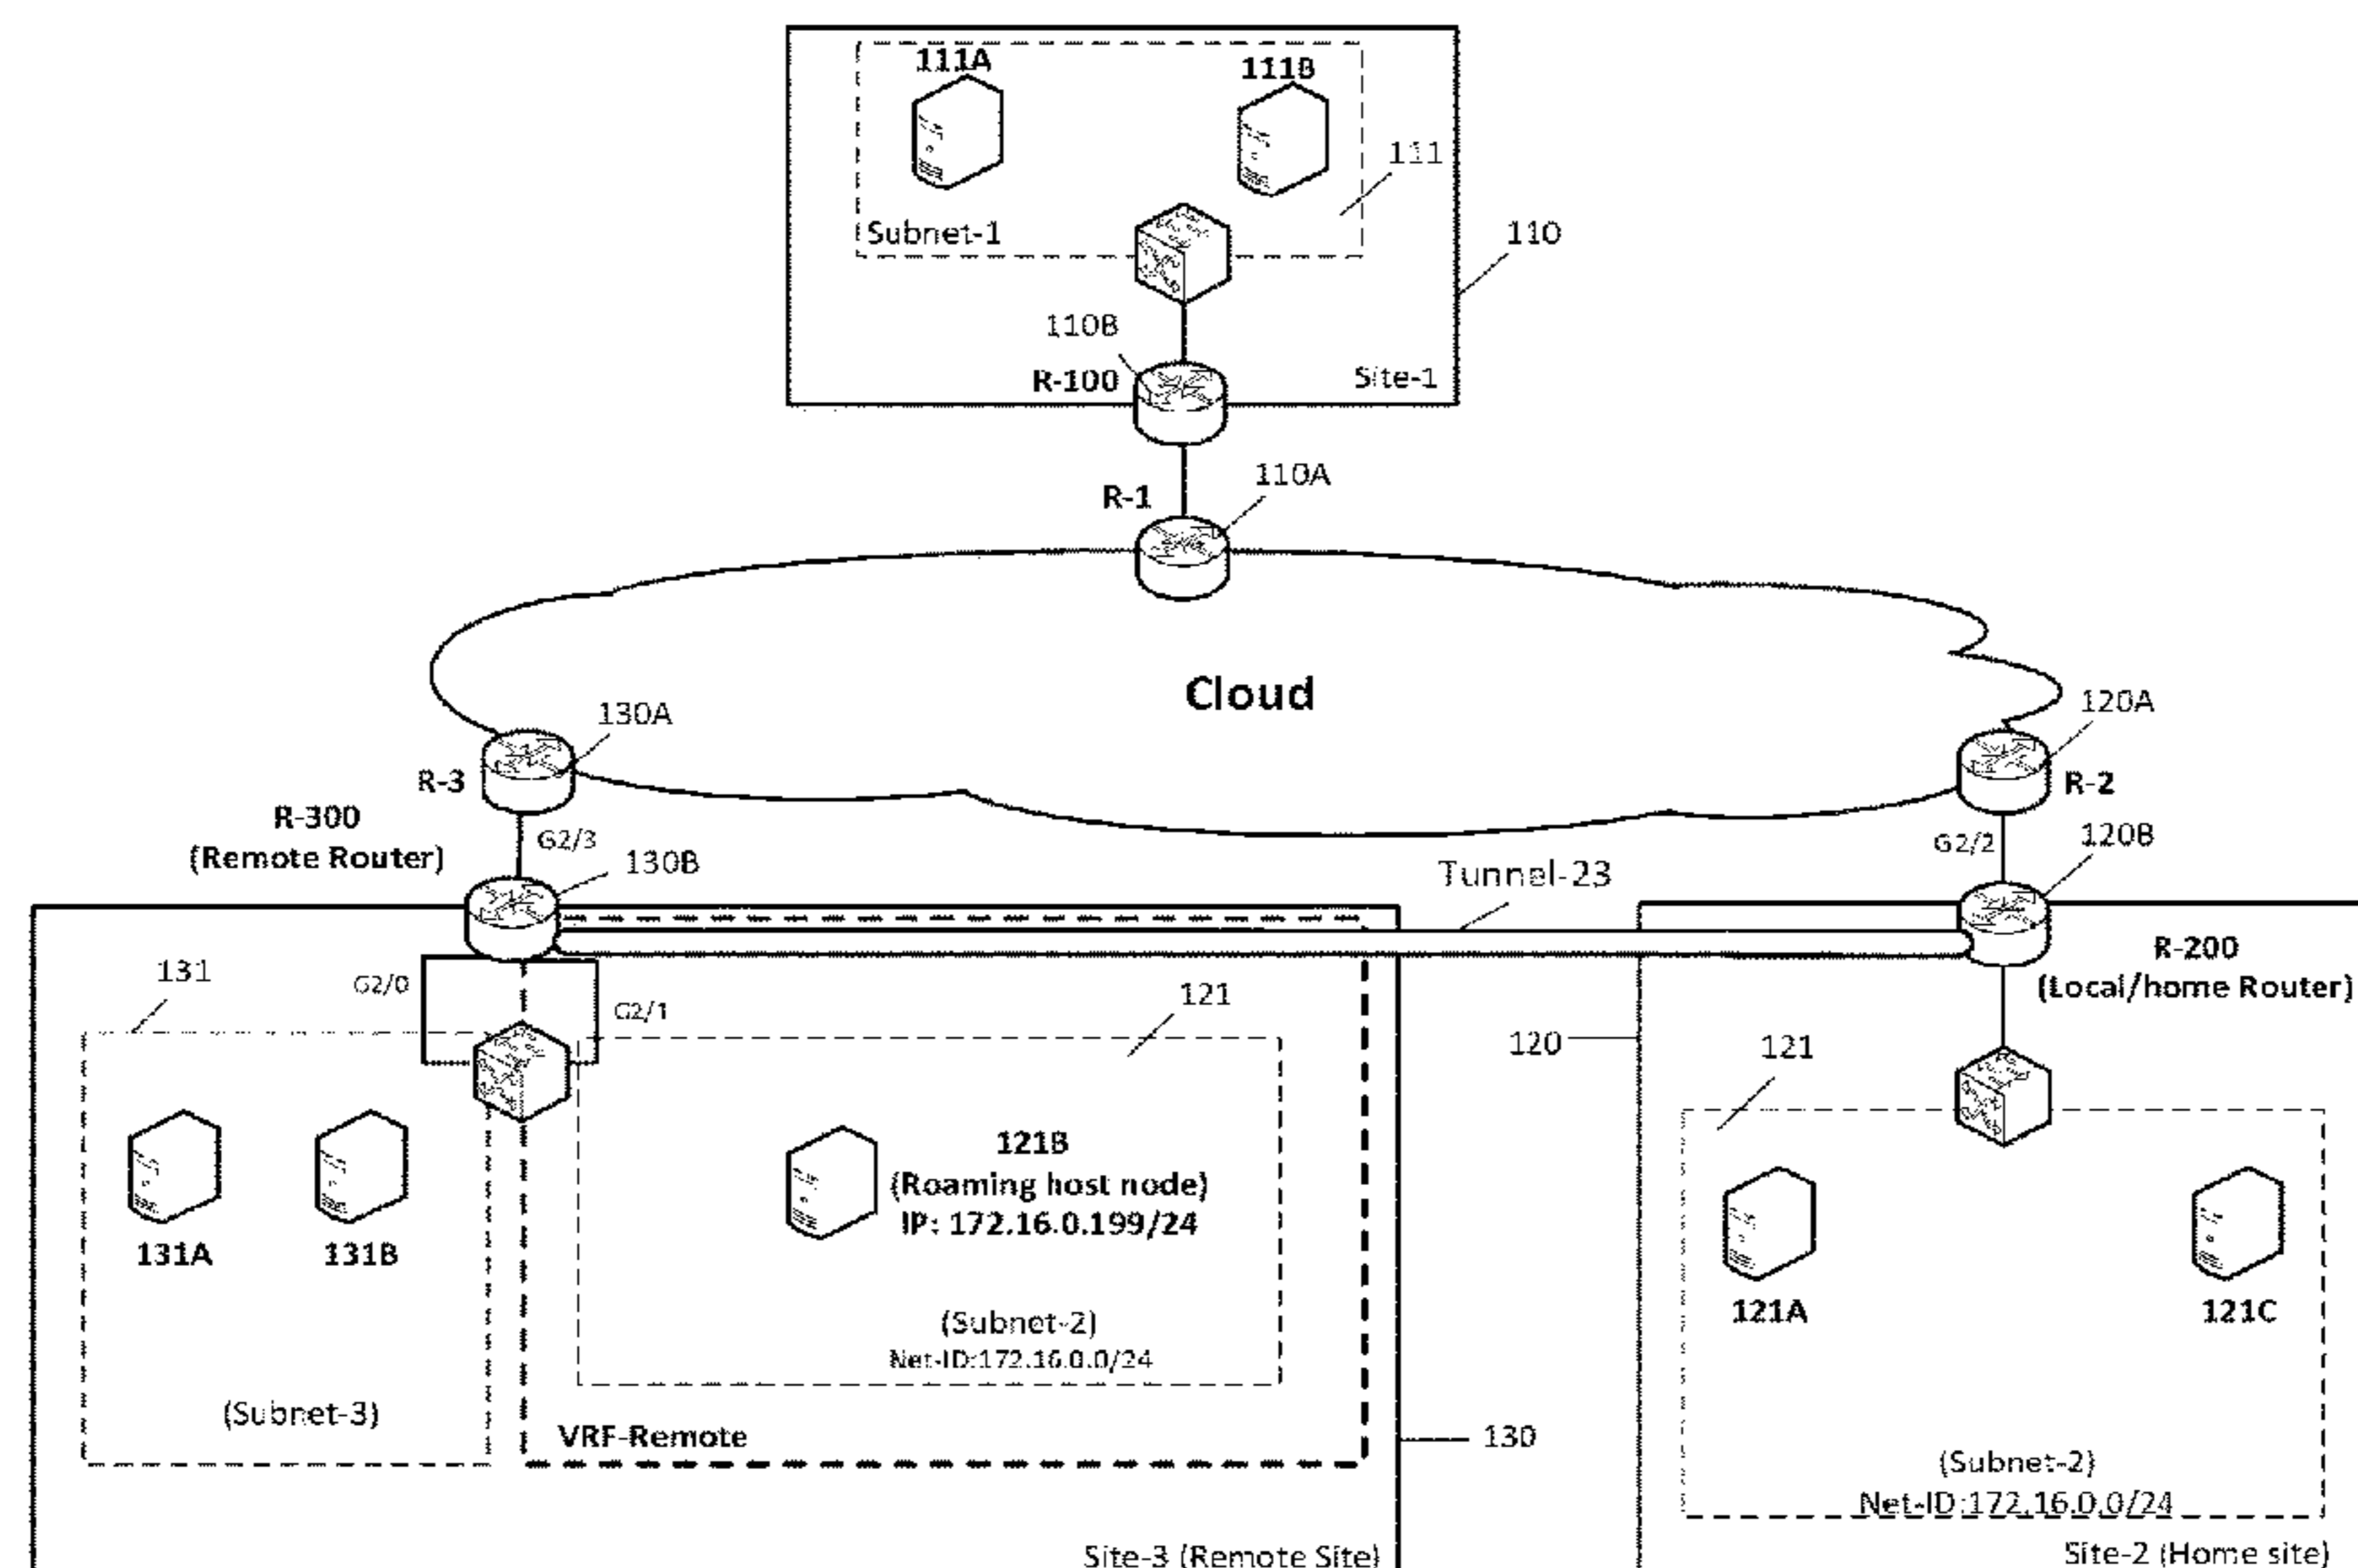 111A
111B
111
Subnet-1
110
110B
R-100
Site-1
110A
R-1
Cloud
130A
120A
R-3
R-2
R-300
(Remote Router)
G2/3
130B
G2/2
120B
Tunnel-23
R-200
(Local/home Router)
131
G2/0
G2/1
121
120
121
121B
(Roaming host node)
IP: 172.16.0.199/24
131A
131B
121A
121C
(Subnet-2)
Net-ID:172.16.0.0/24
(Subnet-3)
VRF-Remote
130
(Subnet-2)
Net-ID:172.16.0.0/24
Site-3 (Remote Site)
Site-2 (Home site)